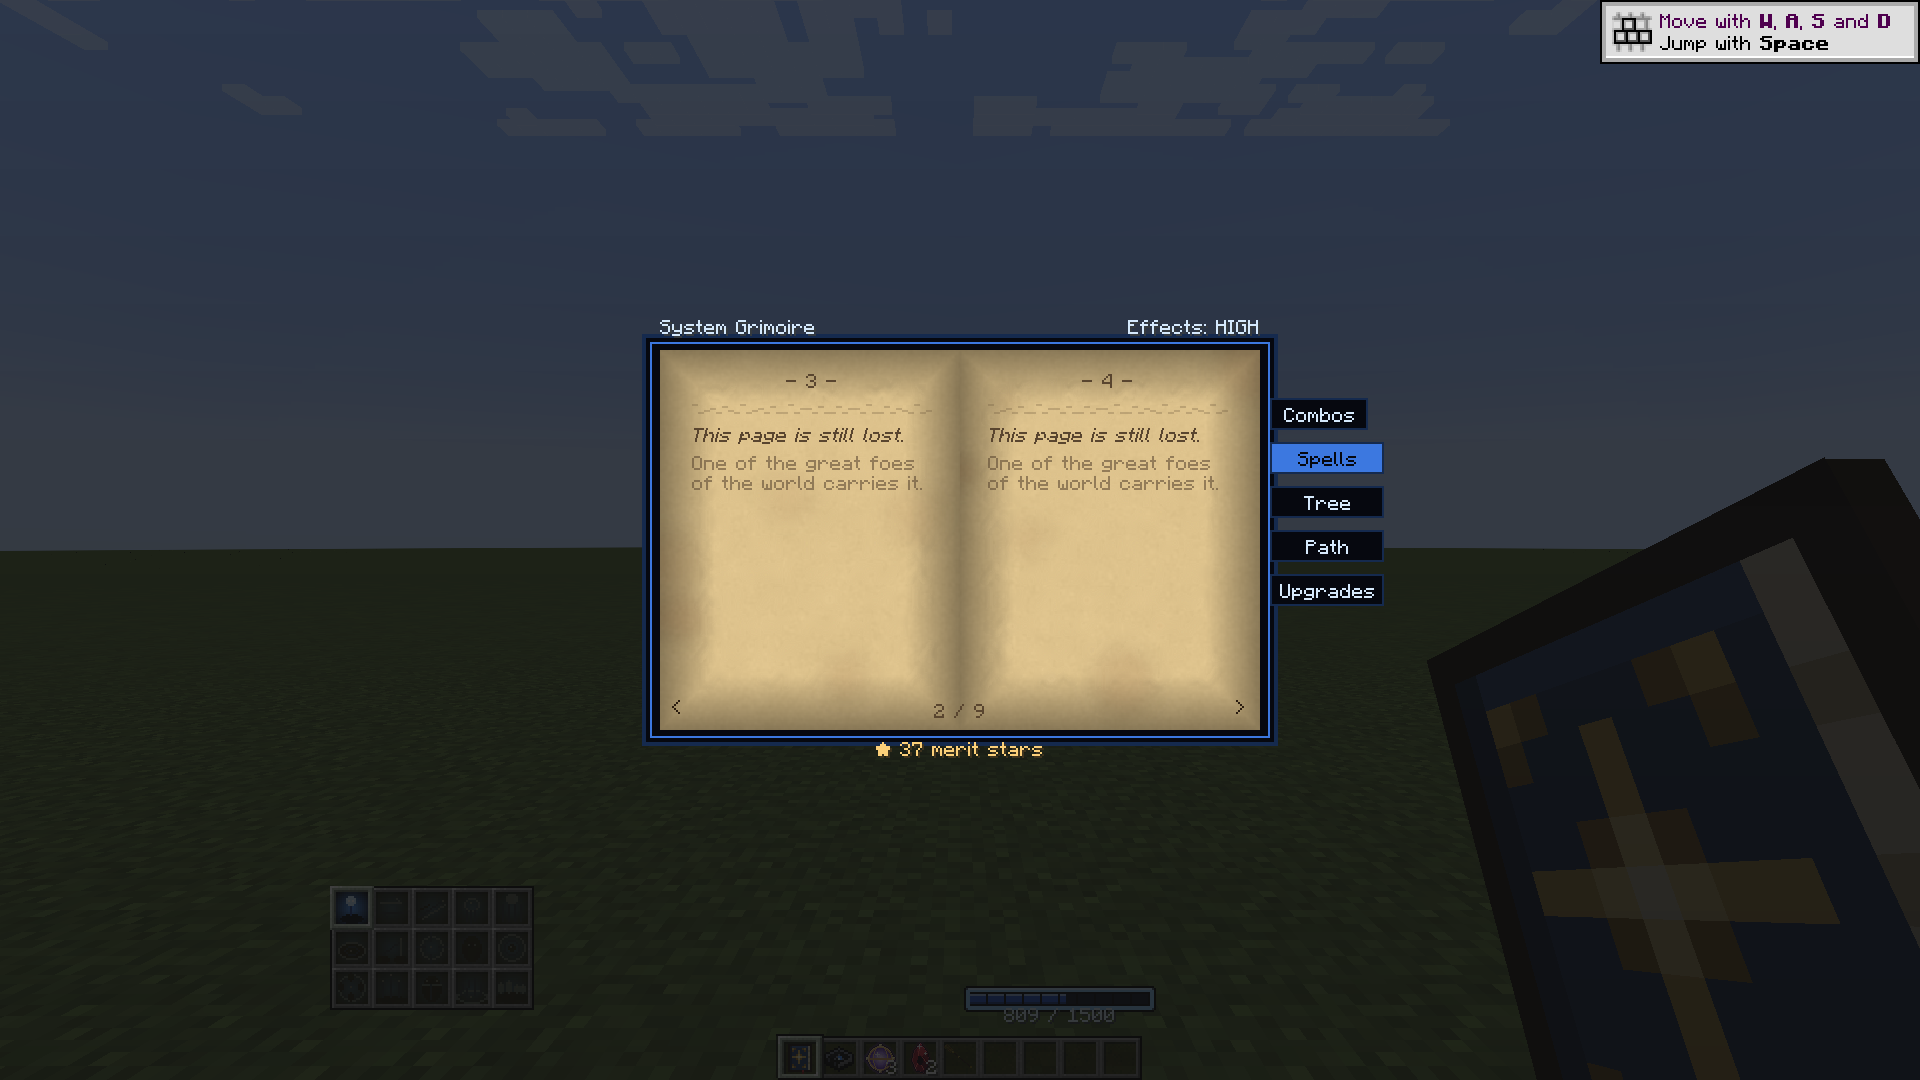 Move with W, A, S and D
Jump with Space
System Grimoire
Effects: HIGH
- 3 -
This page is still lost.
One of the great foes
of the world carries it.
- 4 -
This page is still lost.
One of the great foes
of the world carries it.
<
2 / 9
>
Combos
Spells
Tree
Path
Upgrades
★ 37 merit stars
809 / 1500
3
2